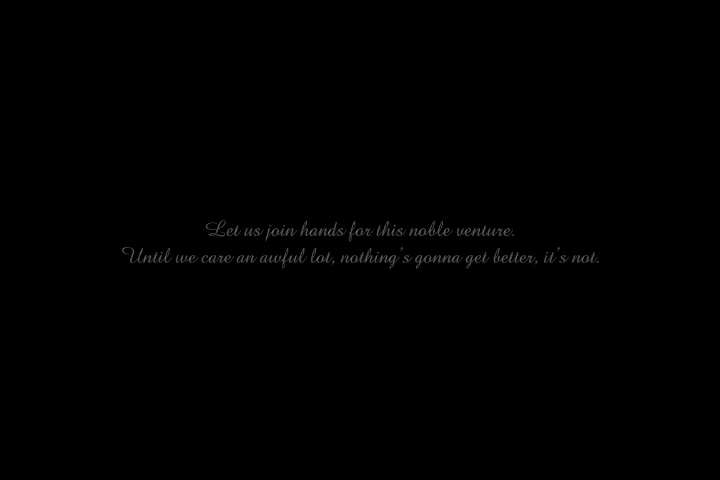 Let us join hands for this noble venture.
Until we care an awful lot, nothing's gonna get better, it's not.